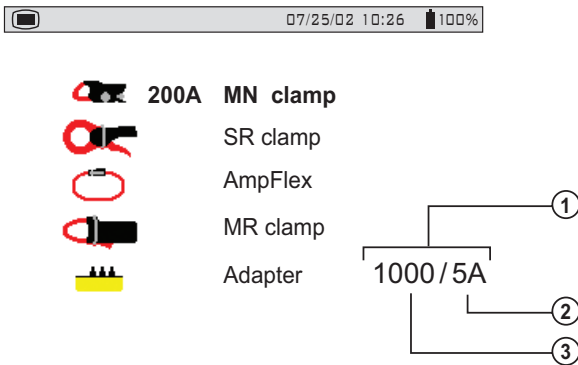 07/25/02 10:26 100%
200A MN clamp
SR clamp
AmpFlex
MR clamp
Adapter 1000/5A
1
2
3